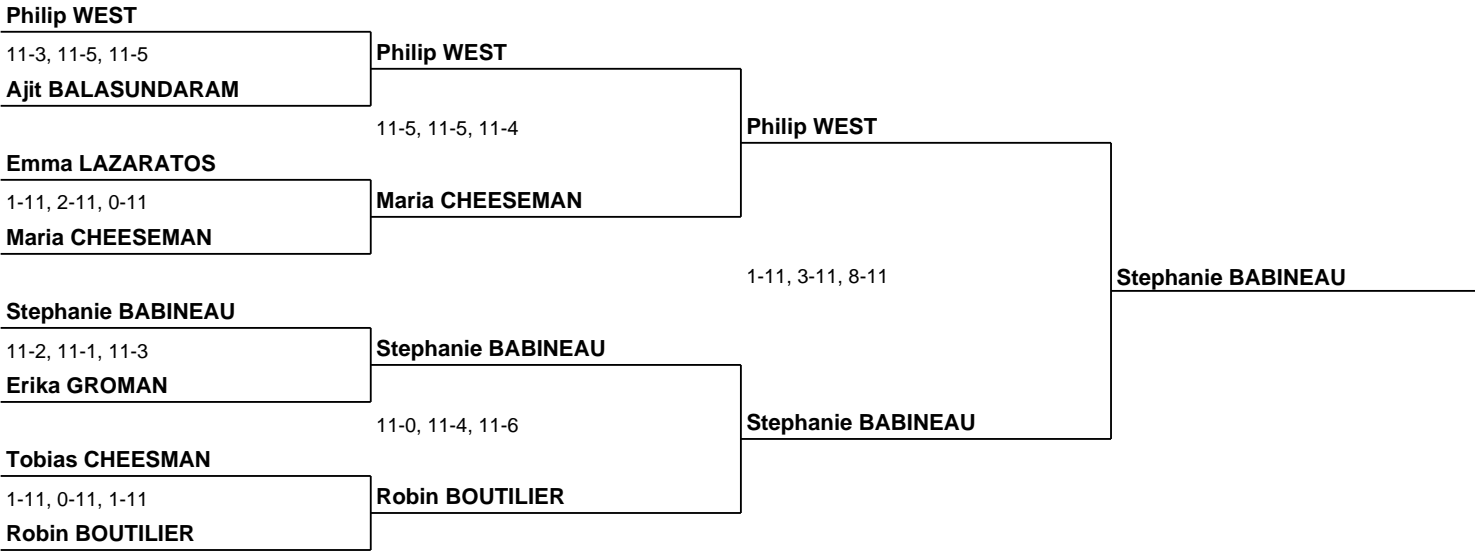 Philip WEST
11-3, 11-5, 11-5
Philip WEST
Ajit BALASUNDARAM
11-5, 11-5, 11-4
Philip WEST
Emma LAZARATOS
1-11, 2-11, 0-11
Maria CHEESEMAN
Maria CHEESEMAN
1-11, 3-11, 8-11
Stephanie BABINEAU
Stephanie BABINEAU
11-2, 11-1, 11-3
Stephanie BABINEAU
Erika GROMAN
11-0, 11-4, 11-6
Stephanie BABINEAU
Tobias CHEESMAN
1-11, 0-11, 1-11
Robin BOUTILIER
Robin BOUTILIER